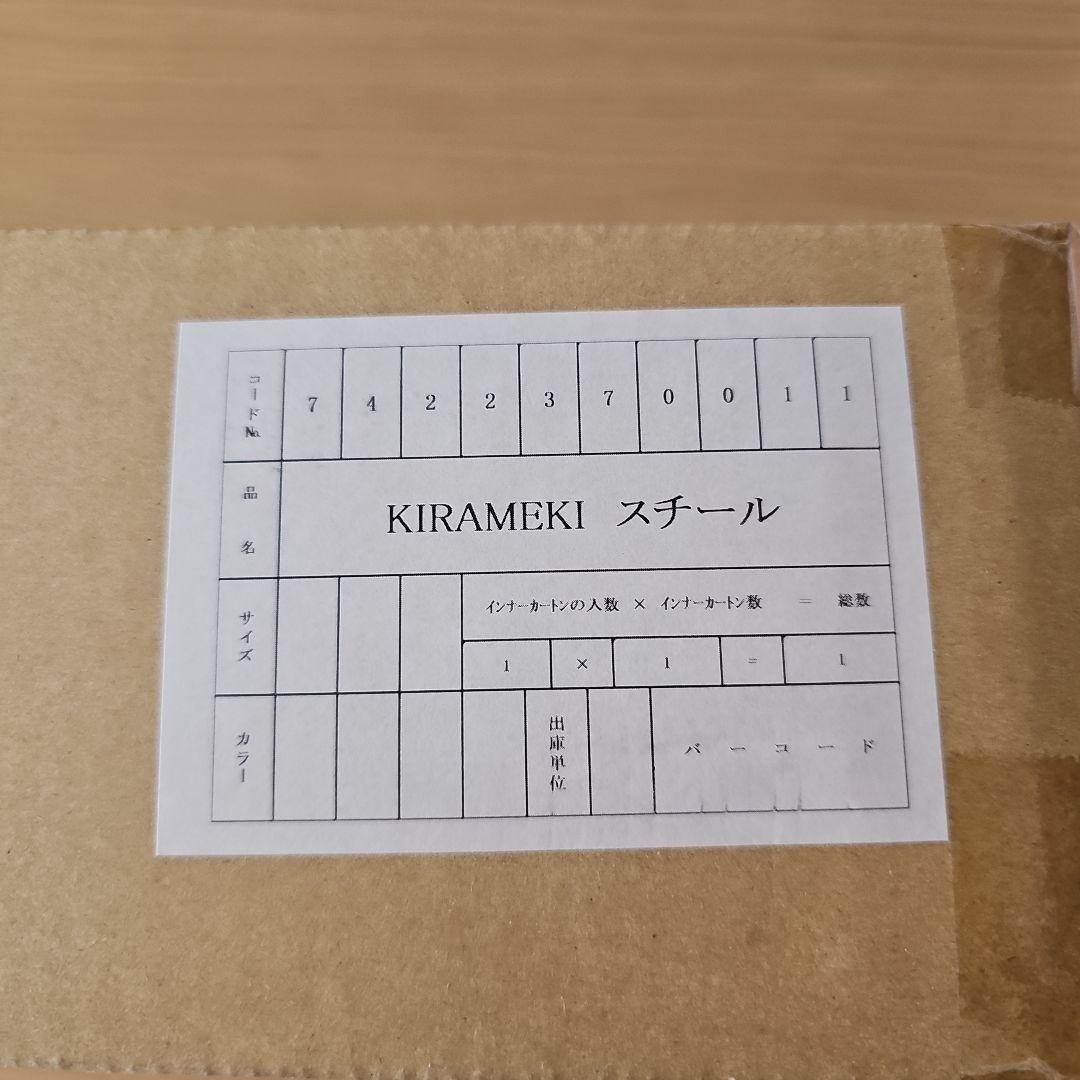 コードNo. 7 4 2 2 3 7 0 0 1 1
品名 KIRAMEKI スチール
サイズ インナーカートンの入数 × インナーカートン数 = 総数
1 × 1 = 1
カラー 出庫単位 バーコード